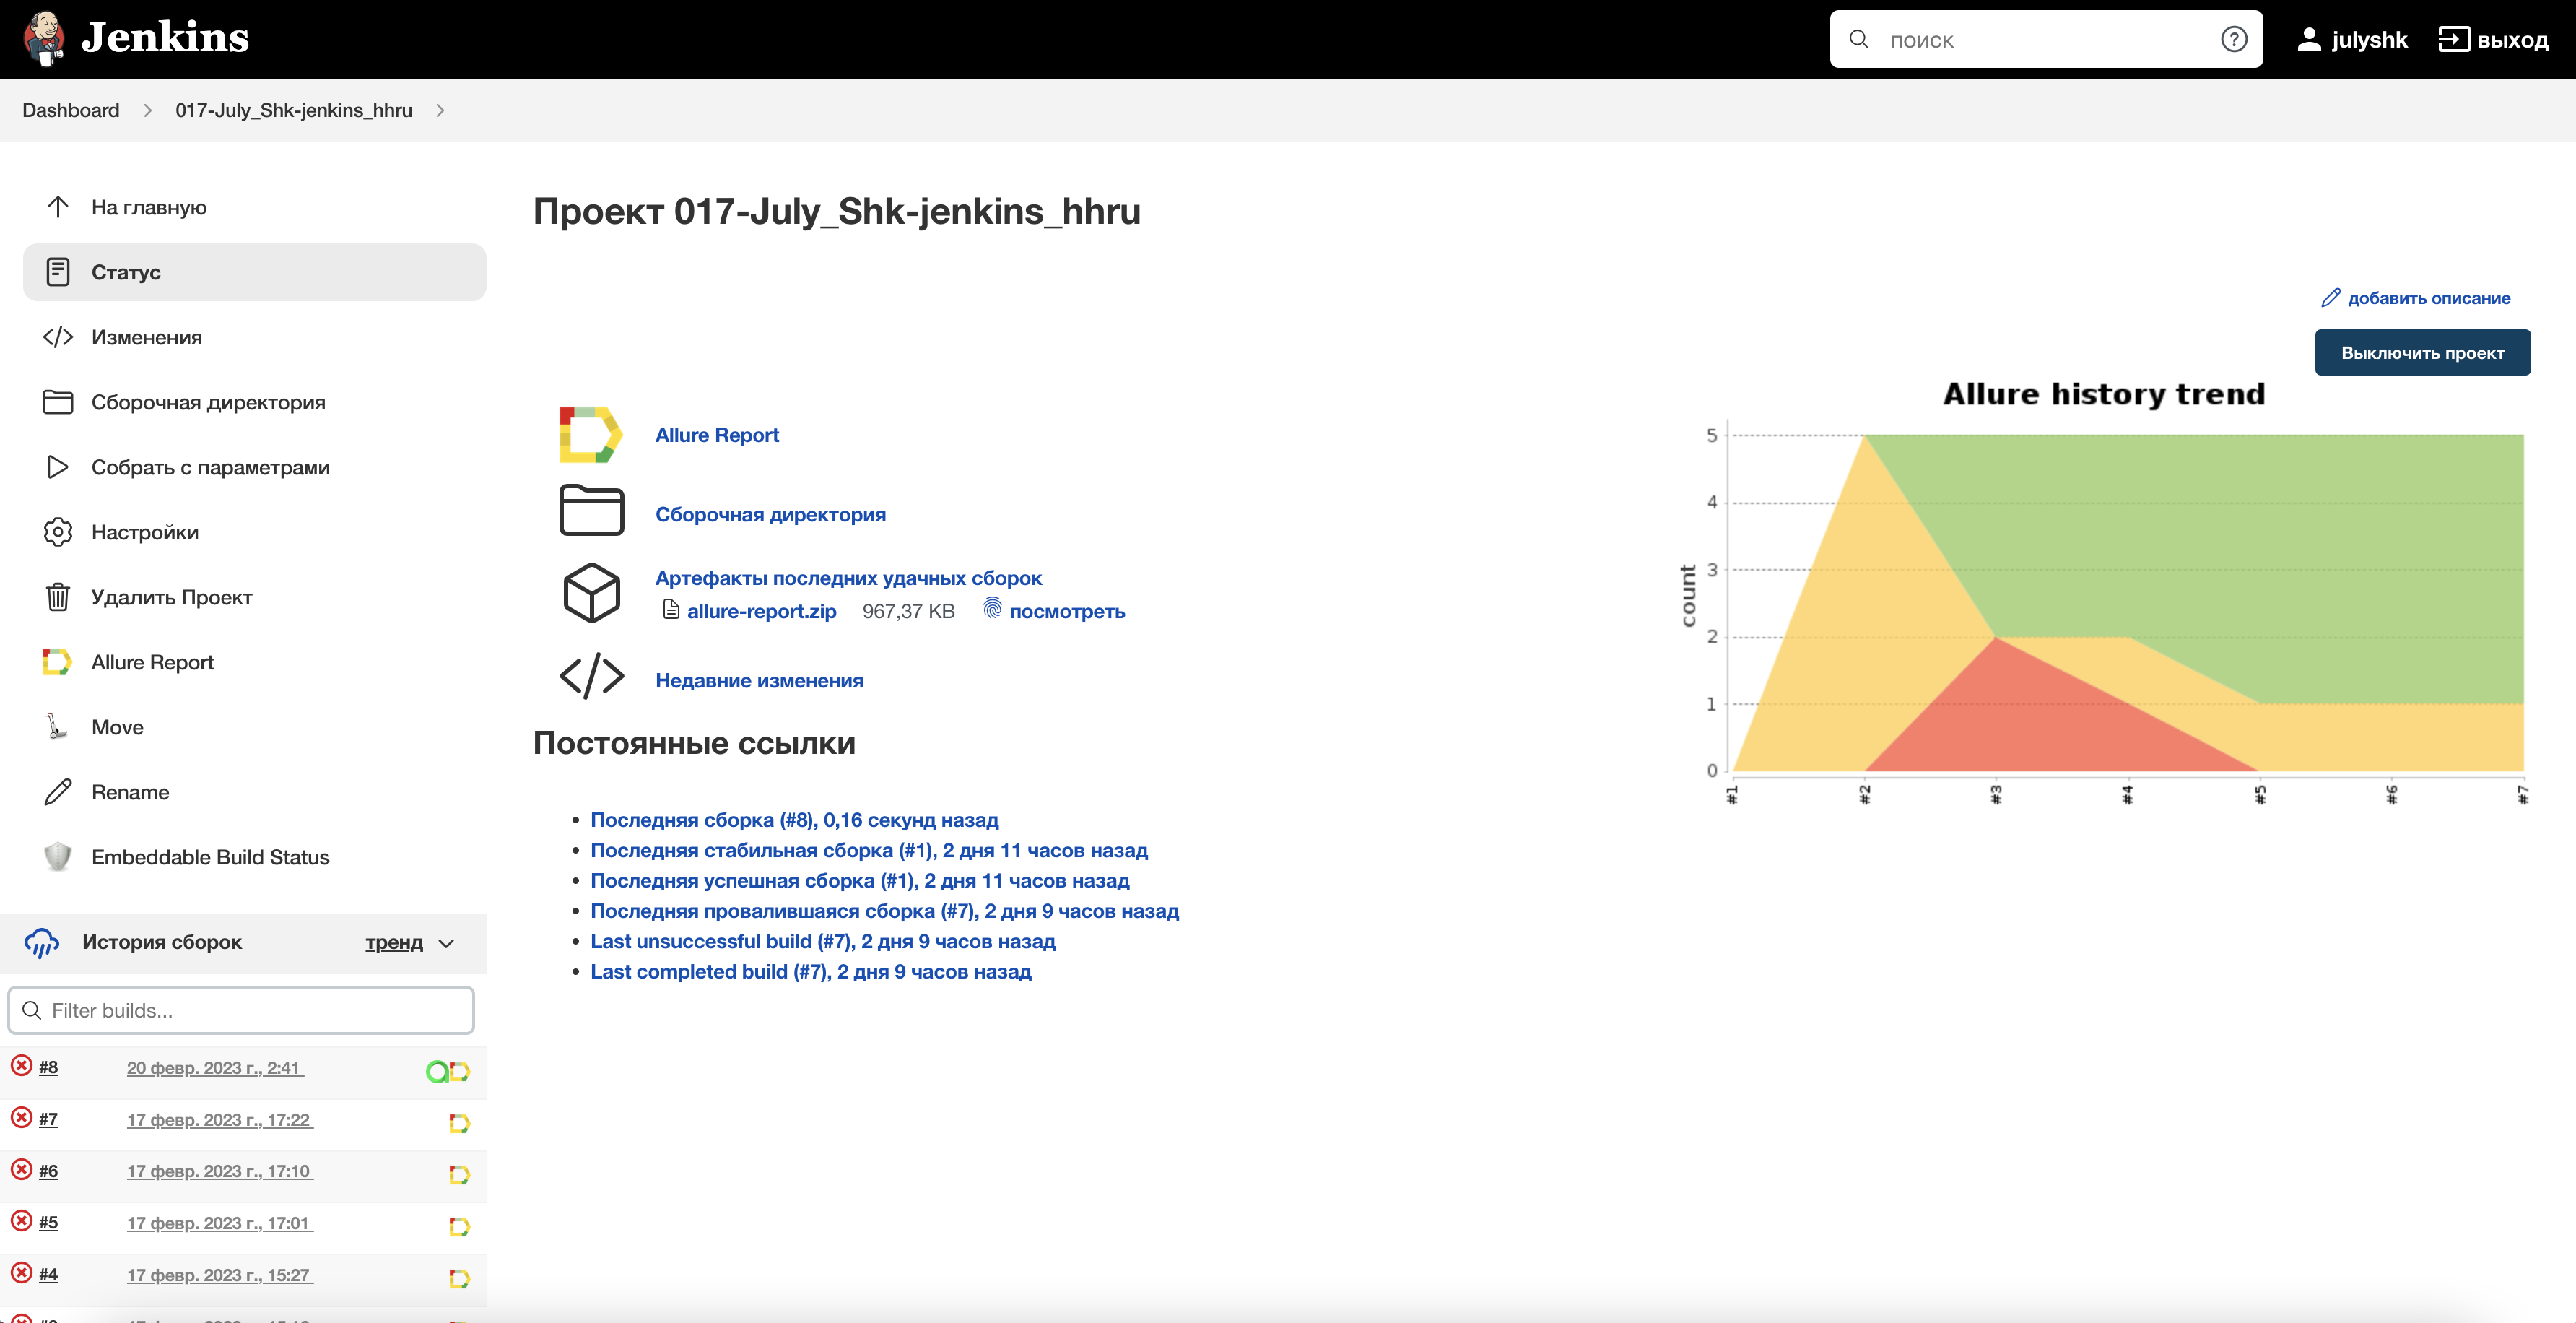 Jenkins
поиск
julyshk
выход
Dashboard
017-July_Shk-jenkins_hhru
На главную
Статус
Изменения
Сборочная директория
Собрать с параметрами
Настройки
Удалить Проект
Allure Report
Move
Rename
Embeddable Build Status
История сборок
тренд
Filter builds...
#8 20 февр. 2023 г., 2:41
#7 17 февр. 2023 г., 17:22
#6 17 февр. 2023 г., 17:10
#5 17 февр. 2023 г., 17:01
#4 17 февр. 2023 г., 15:27
Проект 017-July_Shk-jenkins_hhru
добавить описание
Выключить проект
Allure Report
Сборочная директория
Артефакты последних удачных сборок
allure-report.zip 967,37 KB посмотреть
Недавние изменения
Постоянные ссылки
Последняя сборка (#8), 0,16 секунд назад
Последняя стабильная сборка (#1), 2 дня 11 часов назад
Последняя успешная сборка (#1), 2 дня 11 часов назад
Последняя провалившаяся сборка (#7), 2 дня 9 часов назад
Last unsuccessful build (#7), 2 дня 9 часов назад
Last completed build (#7), 2 дня 9 часов назад
Allure history trend
count
5
4
3
2
1
0
#1 #2 #3 #4 #5 #6 #7